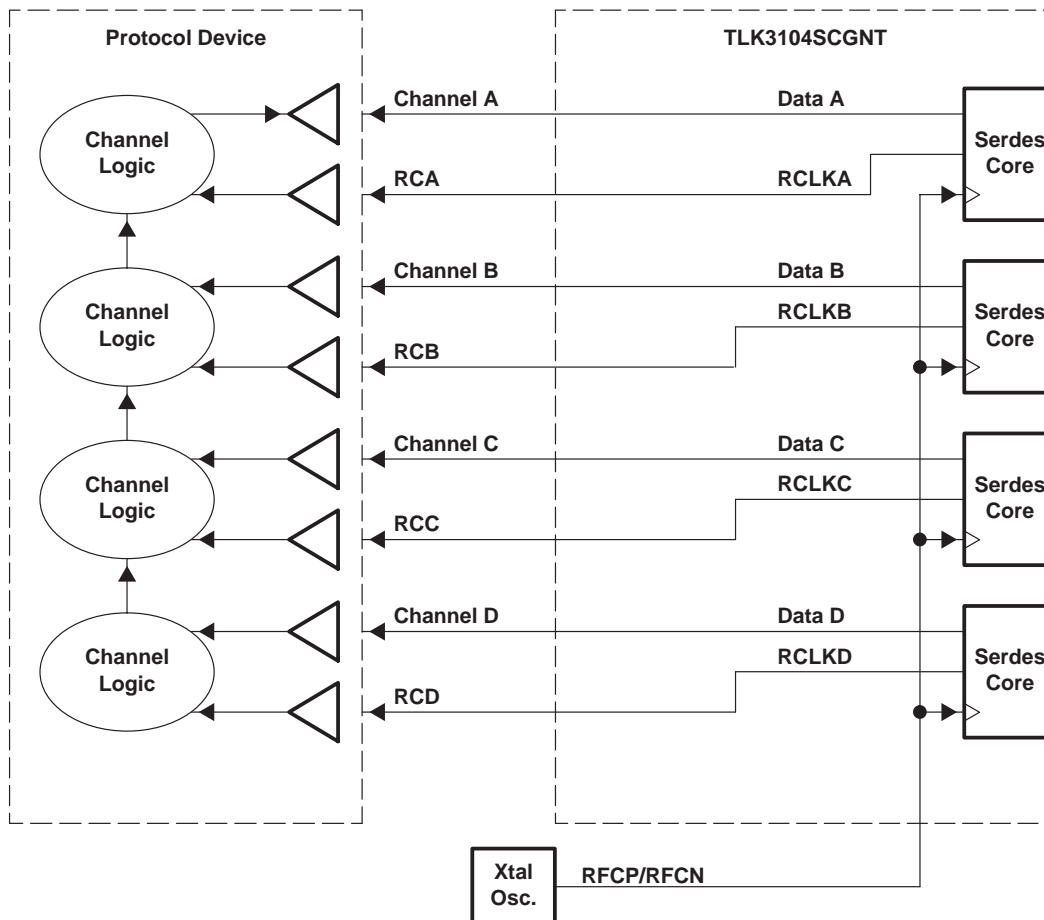 Protocol Device
TLK3104SCGNT
Channel A
Data A
Channel
Logic
Serdes
Core
RCA
RCLKA
Channel B
Data B
Channel
Logic
RCLKB
Serdes
Core
RCB
Channel C
Data C
Channel
Logic
RCLKC
Serdes
Core
RCC
Channel D
Data D
Channel
Logic
RCLKD
Serdes
Core
RCD
Xtal
Osc.
RFCP/RFCN